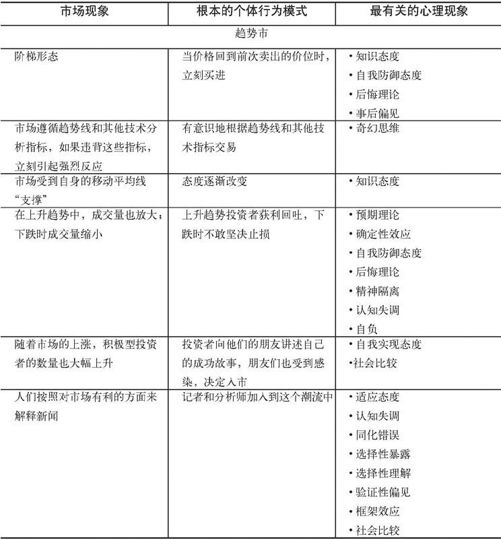 市场现象 根本的个体行为模式 最有关的心理现象
趋势市
阶梯形态 当价格回到前次卖出的价位时，立刻买进
•知识态度
•自我防御态度
•后悔理论
•事后偏见
市场遵循趋势线和其他技术分析指标，如果违背这些指标，立刻引起强烈反应
有意识地根据趋势线和其他技术指标交易
•奇幻思维
市场受到自身的移动平均线“支撑”
态度逐渐改变
•知识态度
在上升趋势中，成交量也放大；下跌时成交量缩小
上升趋势投资者获利回吐，下跌时不敢坚决止损
•预期理论
•确定性效应
•自我防御态度
•后悔理论
•精神隔离
•认知失调
•自负
随着市场的上涨，积极型投资者的数量也大幅上升
投资者向他们的朋友讲述自己的成功故事，朋友们也受到感染，决定入市
•自我实现态度
•社会比较
人们按照对市场有利的方面来解释新闻
记者和分析师加入到这个潮流中
•适应态度
•认知失调
•同化错误
•选择性暴露
•选择性理解
•验证性偏见
•框架效应
•社会比较